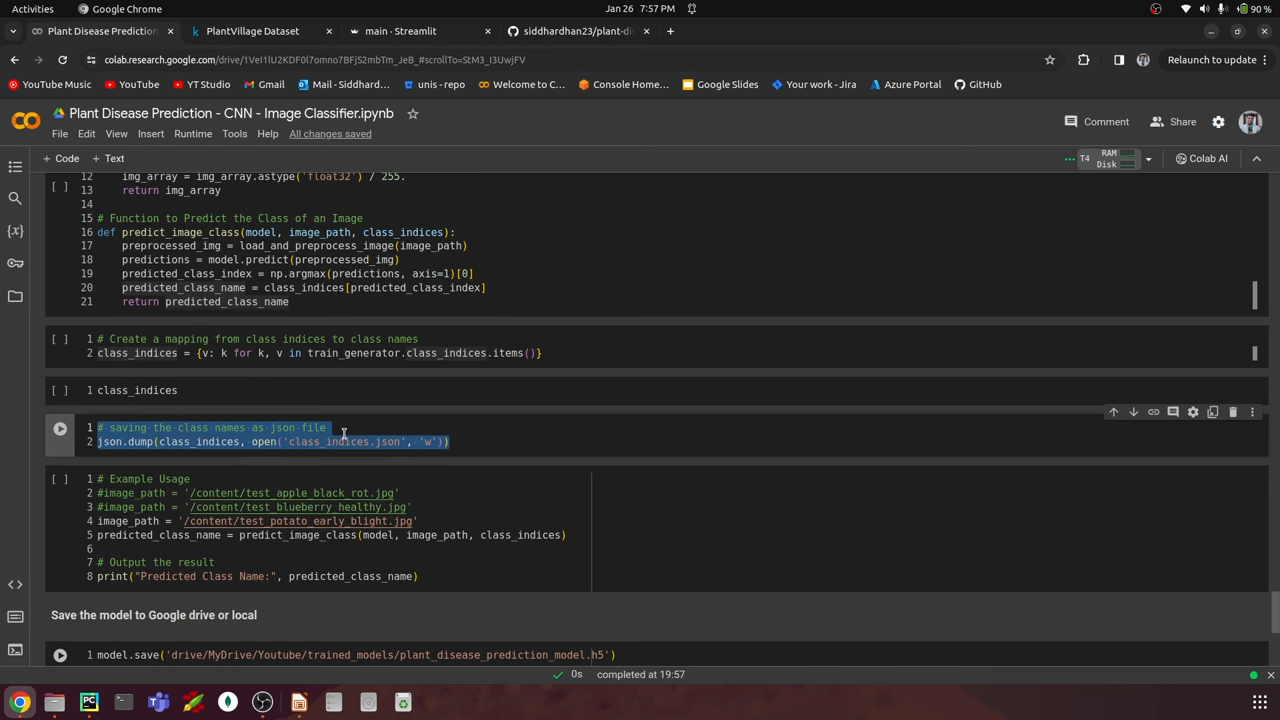 Activities
Google Chrome
Jan 26 7:57 PM
90 %
Plant Disease Prediction
PlantVillage Dataset
main · Streamlit
siddhardhan23/plant-dis
colab.research.google.com/drive/1VeI1lU2KDF0l7omno7BFjS2mbTm_JeB_#scrollTo=StM3_I3UwjFV
Relaunch to update
YouTube Music
YouTube
YT Studio
Gmail
Mail - Siddhard...
unis - repo
Welcome to C...
Console Home...
Google Slides
Your work - Jira
Azure Portal
GitHub
Plant Disease Prediction - CNN - Image Classifier.ipynb
File Edit View Insert Runtime Tools Help All changes saved
Comment
Share
+ Code + Text
T4
RAM
Disk
Colab AI
12 img_array = img_array.astype('float32') / 255.
[ ] 13 return img_array
14
15 # Function to Predict the Class of an Image
16 def predict_image_class(model, image_path, class_indices):
17 preprocessed_img = load_and_preprocess_image(image_path)
18 predictions = model.predict(preprocessed_img)
19 predicted_class_index = np.argmax(predictions, axis=1)[0]
20 predicted_class_name = class_indices[predicted_class_index]
21 return predicted_class_name
[ ] 1 # Create a mapping from class indices to class names
2 class_indices = {v: k for k, v in train_generator.class_indices.items()}
[ ] 1 class_indices
1 # saving the class names as json file
2 json.dump(class_indices, open('class_indices.json', 'w'))
[ ] 1 # Example Usage
2 #image_path = '/content/test_apple_black_rot.jpg'
3 #image_path = '/content/test_blueberry_healthy.jpg'
4 image_path = '/content/test_potato_early_blight.jpg'
5 predicted_class_name = predict_image_class(model, image_path, class_indices)
6
7 # Output the result
8 print("Predicted Class Name:", predicted_class_name)
Save the model to Google drive or local
1 model.save('drive/MyDrive/Youtube/trained_models/plant_disease_prediction_model.h5')
0s completed at 19:57